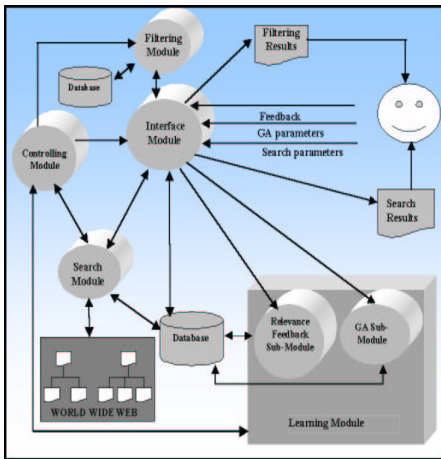 Filtering
Module
Filtering
Results
Database
Interface
Module
Feedback
GA parameters
Search parameters
Controlling
Module
Search
Results
Search
Module
Database
Relevance
Feedback
Sub-Module
GA Sub-
Module
WORLD WIDE WEB
Learning Module